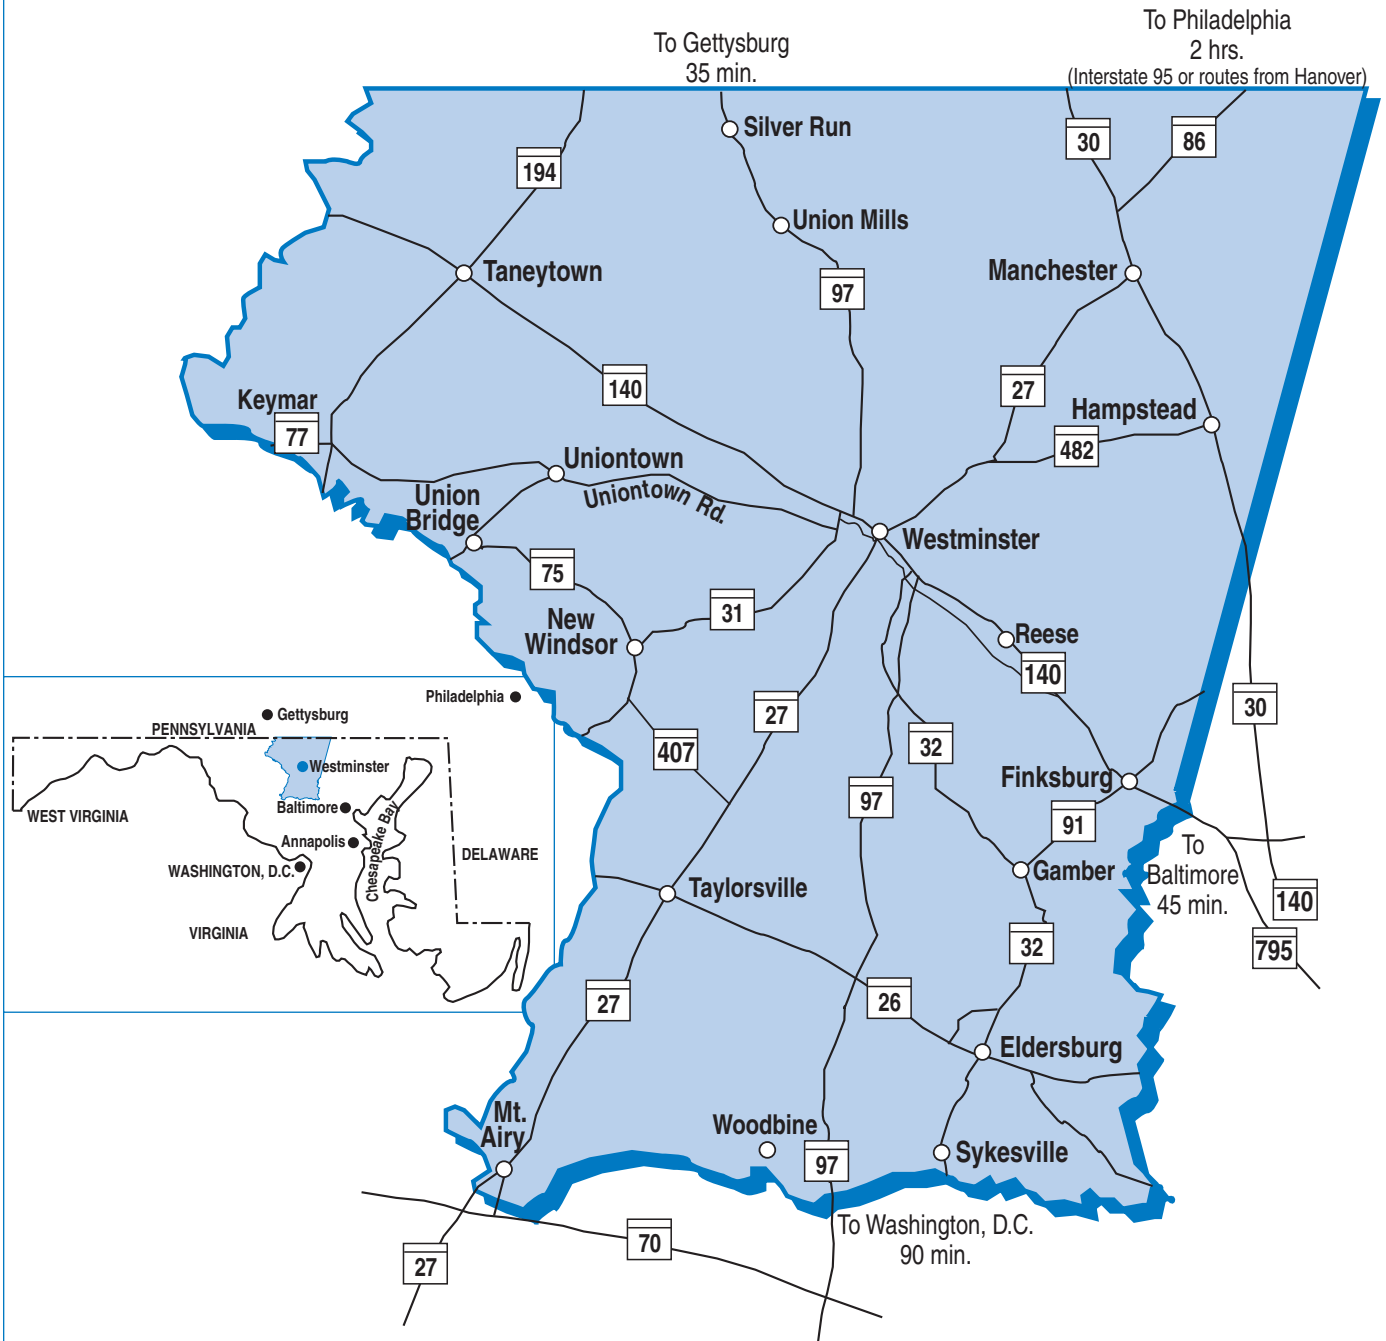 To Philadelphia
2 hrs.
(Interstate 95 or routes from Hanover)
To Gettysburg
35 min.
Silver Run
30
86
194
Union Mills
Taneytown
Manchester
97
140
27
Keymar
77
Hampstead
482
Uniontown
Uniontown Rd.
Union
Bridge
Westminster
75
31
New
Windsor
Reese
140
27
30
407
32
Finksburg
97
91
To
Baltimore
45 min.
Gamber
Taylorsville
140
32
795
27
26
Eldersburg
Mt.
Airy
Woodbine
97
Sykesville
To Washington, D.C.
90 min.
70
27
Philadelphia
Gettysburg
PENNSYLVANIA
Westminster
Baltimore
WEST VIRGINIA
Annapolis
Chesapeake Bay
DELAWARE
WASHINGTON, D.C.
VIRGINIA